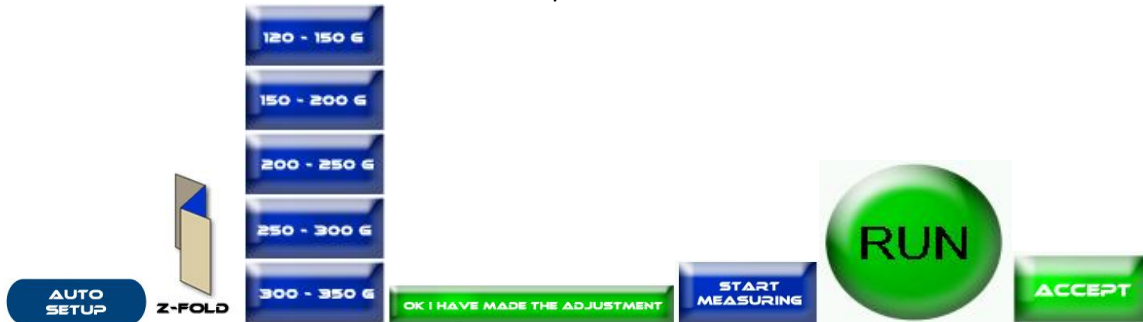 120 - 150 G
150 - 200 G
200 - 250 G
250 - 300 G
300 - 350 G
AUTO
SETUP
Z-FOLD
OK I HAVE MADE THE ADJUSTMENT
START
MEASURING
RUN
ACCEPT